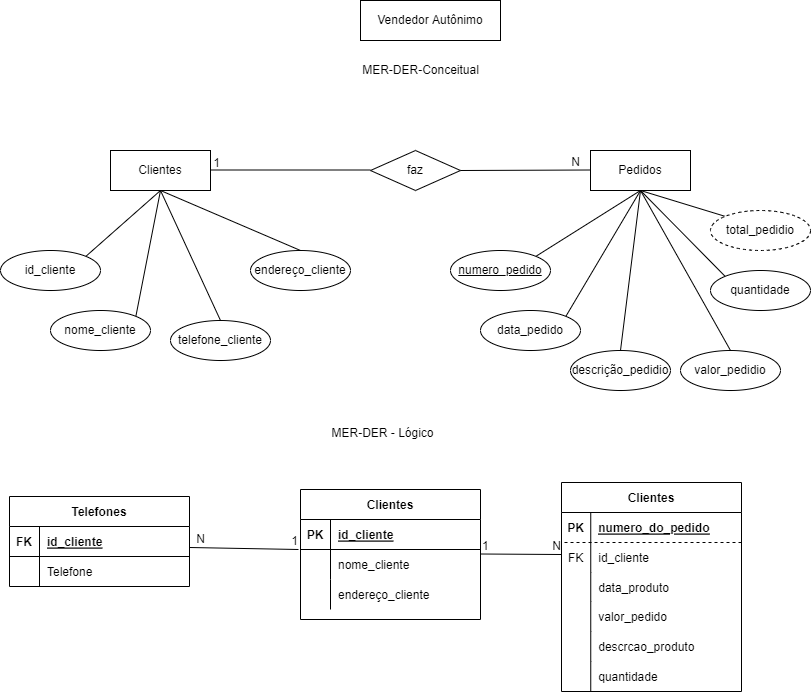 Vendedor Autônimo
MER-DER-Conceitual
Clientes
1
faz
N
Pedidos
total_pedidio
id_cliente
endereço_cliente
numero_pedido
quantidade
nome_cliente
telefone_cliente
data_pedido
descrição_pedidio
valor_pedidio
MER-DER - Lógico
Telefones
FK
id_cliente
Telefone
N
1
Clientes
PK
id_cliente
nome_cliente
endereço_cliente
1
N
Clientes
PK
numero_do_pedido
FK
id_cliente
data_produto
valor_pedido
descrcao_produto
quantidade